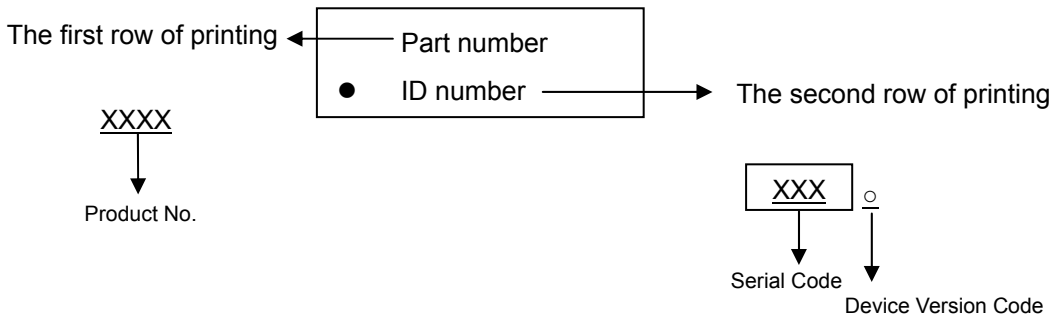 The first row of printing
Part number
● ID number
The second row of printing
XXXX
Product No.
XXX ○
Serial Code
Device Version Code